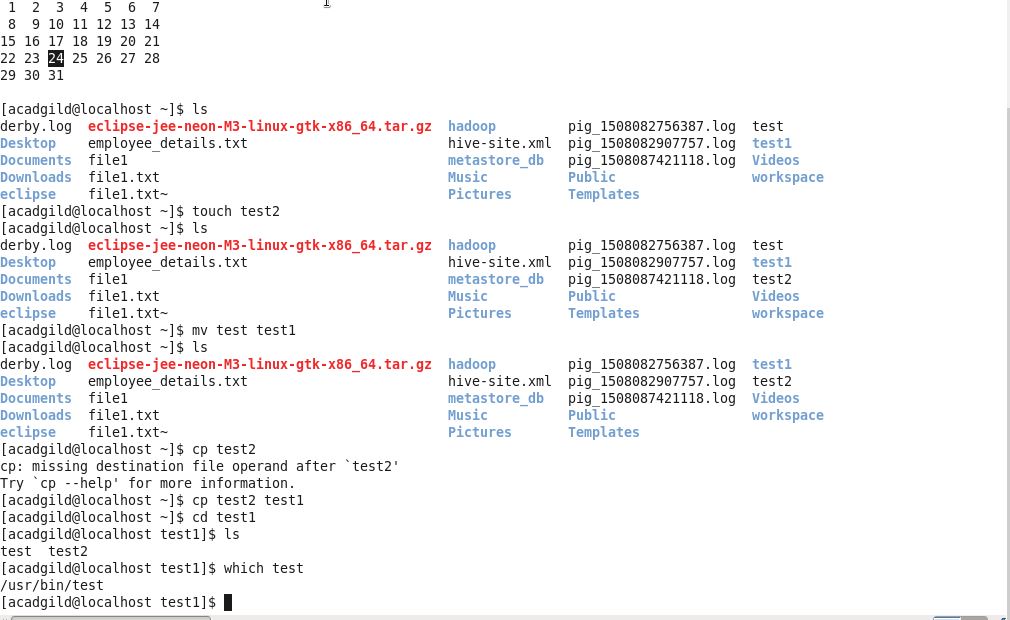 1  2  3  4  5  6  7
 8  9 10 11 12 13 14
15 16 17 18 19 20 21
22 23 24 25 26 27 28
29 30 31

[acadgild@localhost ~]$ ls
derby.log  eclipse-jee-neon-M3-linux-gtk-x86_64.tar.gz  hadoop         pig_1508082756387.log  test
Desktop    employee_details.txt                         hive-site.xml  pig_1508082907757.log  test1
Documents  file1                                        metastore_db   pig_1508087421118.log  Videos
Downloads  file1.txt                                    Music          Public                 workspace
eclipse    file1.txt~                                   Pictures       Templates
[acadgild@localhost ~]$ touch test2
[acadgild@localhost ~]$ ls
derby.log  eclipse-jee-neon-M3-linux-gtk-x86_64.tar.gz  hadoop         pig_1508082756387.log  test
Desktop    employee_details.txt                         hive-site.xml  pig_1508082907757.log  test1
Documents  file1                                        metastore_db   pig_1508087421118.log  test2
Downloads  file1.txt                                    Music          Public                 Videos
eclipse    file1.txt~                                   Pictures       Templates              workspace
[acadgild@localhost ~]$ mv test test1
[acadgild@localhost ~]$ ls
derby.log  eclipse-jee-neon-M3-linux-gtk-x86_64.tar.gz  hadoop         pig_1508082756387.log  test1
Desktop    employee_details.txt                         hive-site.xml  pig_1508082907757.log  test2
Documents  file1                                        metastore_db   pig_1508087421118.log  Videos
Downloads  file1.txt                                    Music          Public                 workspace
eclipse    file1.txt~                                   Pictures       Templates
[acadgild@localhost ~]$ cp test2
cp: missing destination file operand after `test2'
Try `cp --help' for more information.
[acadgild@localhost ~]$ cp test2 test1
[acadgild@localhost ~]$ cd test1
[acadgild@localhost test1]$ ls
test  test2
[acadgild@localhost test1]$ which test
/usr/bin/test
[acadgild@localhost test1]$